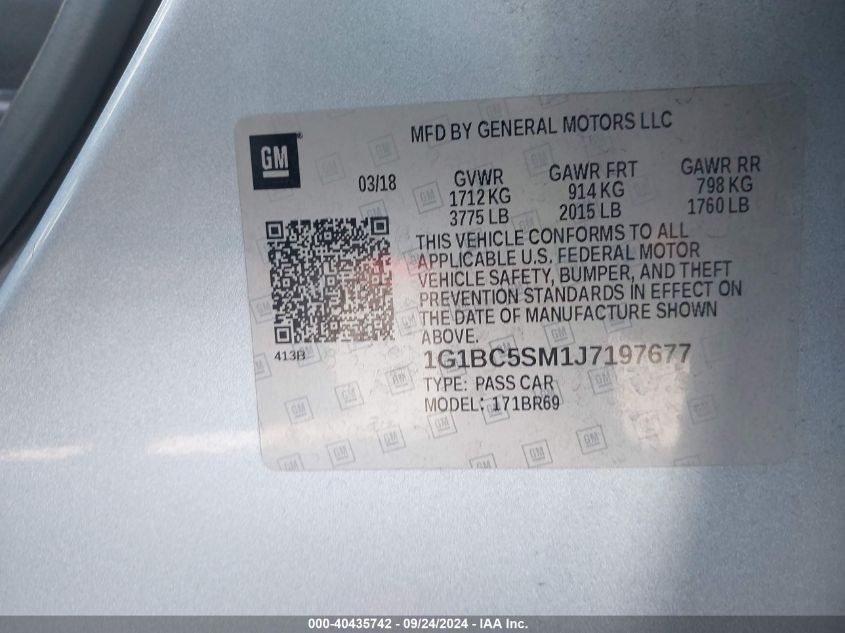 MFD BY GENERAL MOTORS LLC
GM
03/18
GVWR GAWR FRT GAWR RR
1712 KG 914 KG 798 KG
3775 LB 2015 LB 1760 LB
THIS VEHICLE CONFORMS TO ALL
APPLICABLE U.S. FEDERAL MOTOR
VEHICLE SAFETY, BUMPER, AND THEFT
PREVENTION STANDARDS IN EFFECT ON
THE DATE OF MANUFACTURE SHOWN
ABOVE.
413B
1G1BC5SM1J7197677
TYPE: PASS CAR
MODEL: 171BR69
000-40435742 - 09/24/2024 - IAA Inc.